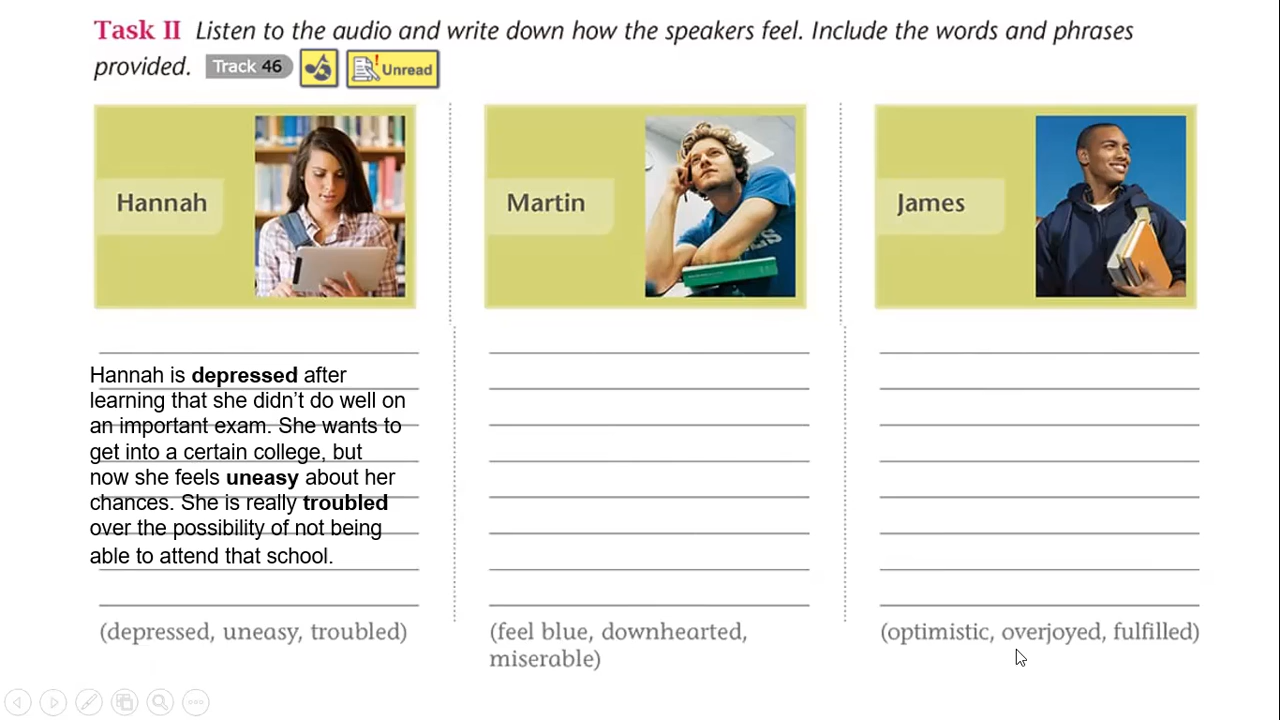 Task II Listen to the audio and write down how the speakers feel. Include the words and phrases
provided. Track 46 Unread
Hannah
Martin
James
Hannah is depressed after
learning that she didn’t do well on
an important exam. She wants to
get into a certain college, but
now she feels uneasy about her
chances. She is really troubled
over the possibility of not being
able to attend that school.
(depressed, uneasy, troubled)
(feel blue, downhearted,
miserable)
(optimistic, overjoyed, fulfilled)